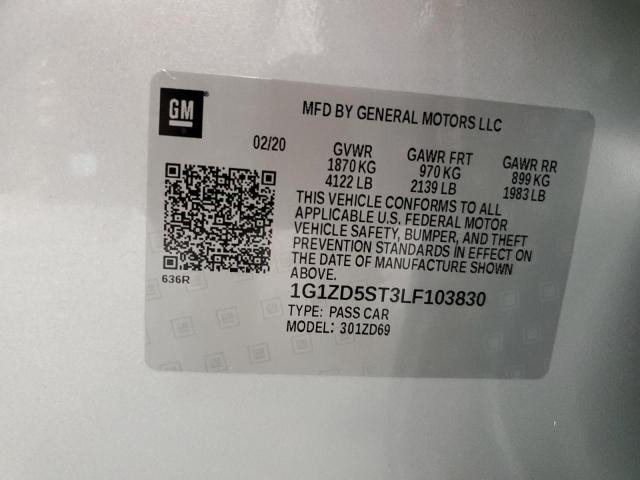 GM
MFD BY GENERAL MOTORS LLC
02/20
GVWR GAWR FRT GAWR RR
1870 KG 970 KG 899 KG
4122 LB 2139 LB 1983 LB
THIS VEHICLE CONFORMS TO ALL
APPLICABLE U.S. FEDERAL MOTOR
VEHICLE SAFETY, BUMPER, AND THEFT
PREVENTION STANDARDS IN EFFECT ON
THE DATE OF MANUFACTURE SHOWN
ABOVE.
636R
1G1ZD5ST3LF103830
TYPE: PASS CAR
MODEL: 301ZD69